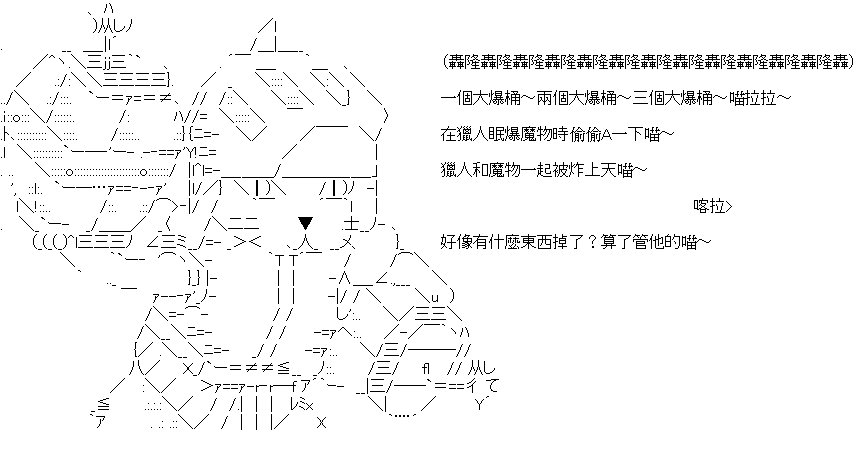 (轟隆轟隆轟隆轟隆轟隆轟隆轟隆轟隆轟隆轟隆轟隆轟隆轟)
一個大爆桶～兩個大爆桶～三個大爆桶～喵拉拉～
在獵人眠爆魔物時偷偷A一下喵～
獵人和魔物一起被炸上天喵～
喀拉>
好像有什麼東西掉了？算了管他的喵～